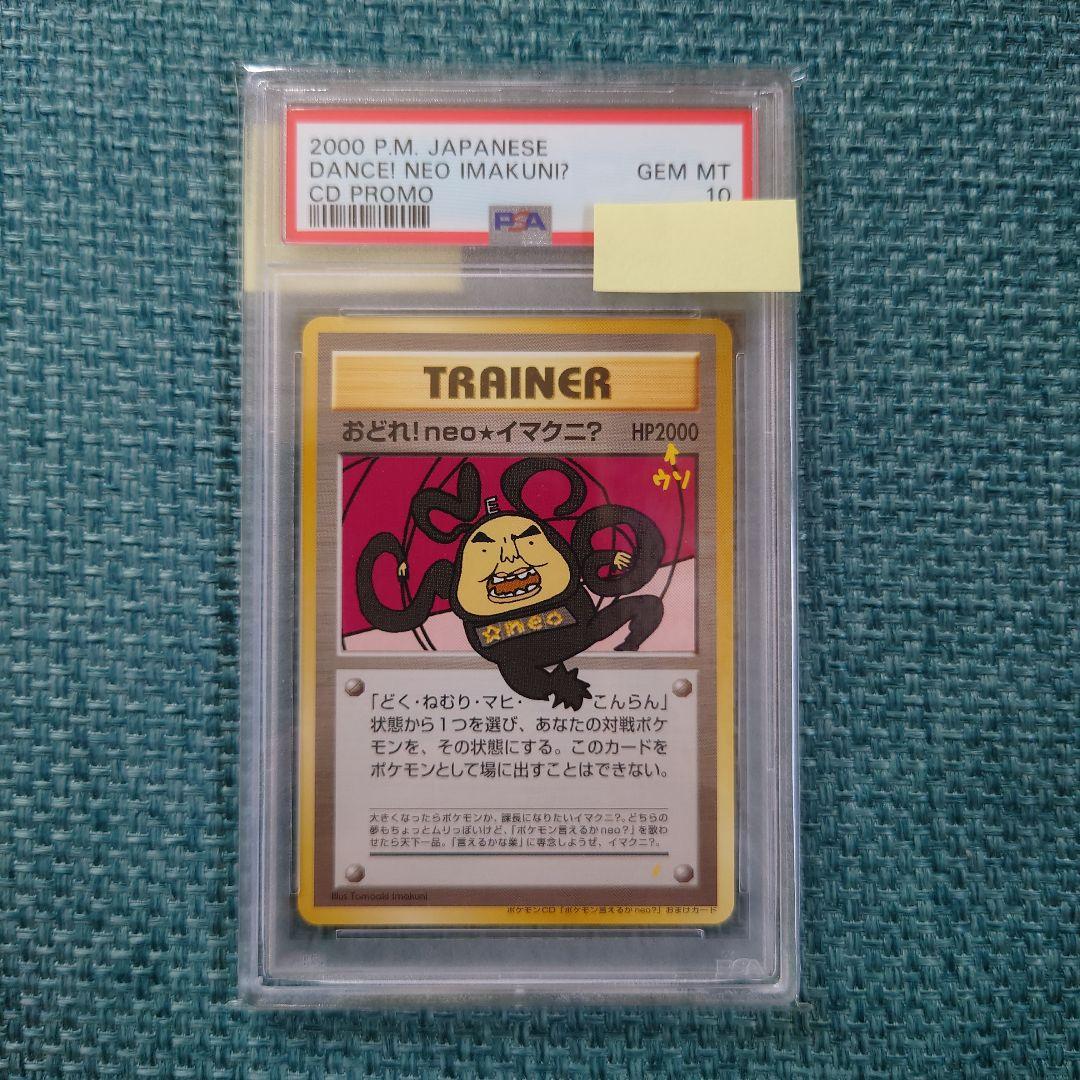 2000 P.M. JAPANESE
DANCE! NEO IMAKUNI?
CD PROMO
GEM MT
10
PSA
TRAINER
おどれ!neo★イマクニ? HP2000
ウソ
E
☆neo
「どく・ねむり・マヒ・ こんらん」
状態から1つを選び、あなたの対戦ポケ
モンを、その状態にする。このカードを
ポケモンとして場に出すことはできない。
大きくなったらポケモンか、課長になりたいイマクニ?。どちらの
夢もちょっとムリっぽいけど、「ポケモン言えるかneo?」を歌わ
せたら天下一品。「言えるかな業」に専念しようぜ、イマクニ?。
Illus Tomoaki Imakuni
ポケモンCD「ポケモン言えるかneo?」おまけカード
PSA